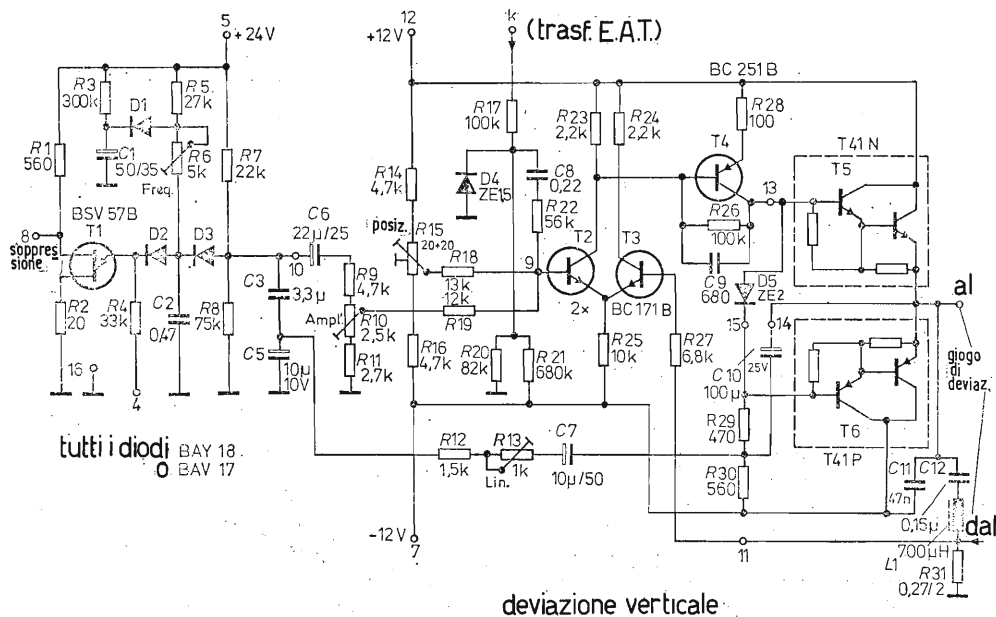 5
+24V
12
+12V
k
(trasf. E.A.T.)
BC 251 B
R3
300k
D1
R5
27k
C1
50/35
R6
5k
Freq.
R1
560
R7
22k
BSV 57B
T1
8
soppres
sione
D2
D3
R2
20
R4
33k
C2
0,47
R8
75k
16
4
tutti i diodi BAY 18
O BAV 17
C6
22µ/25
10
C3
3,3µ
C5
10µ
10V
R9
4,7k
Ampl.
R10
2,5k
R11
2,7k
R14
4,7k
posiz.
R15
20+20
R16
4,7k
R17
100k
D4
ZE1,5
C8
0,22
R22
56k
R18
13k
12k
R19
9
R20
82k
R21
680k
R23
2,2k
R24
2,2k
T2
T3
2x
BC 171 B
R25
10k
R27
6,8k
T4
R28
100
R26
100k
C9
680
13
D5
ZE2
15
14
C10
25V
100µ
R29
470
R30
560
T41N
T5
T6
T41P
al
giogo
di
deviaz.
R12
1,5k
R13
1k
Lin.
C7
10µ/50
C11
47n
C12
0,15µ
700µH
L1
dal
R31
0,27/2
-12V
7
11
deviazione verticale